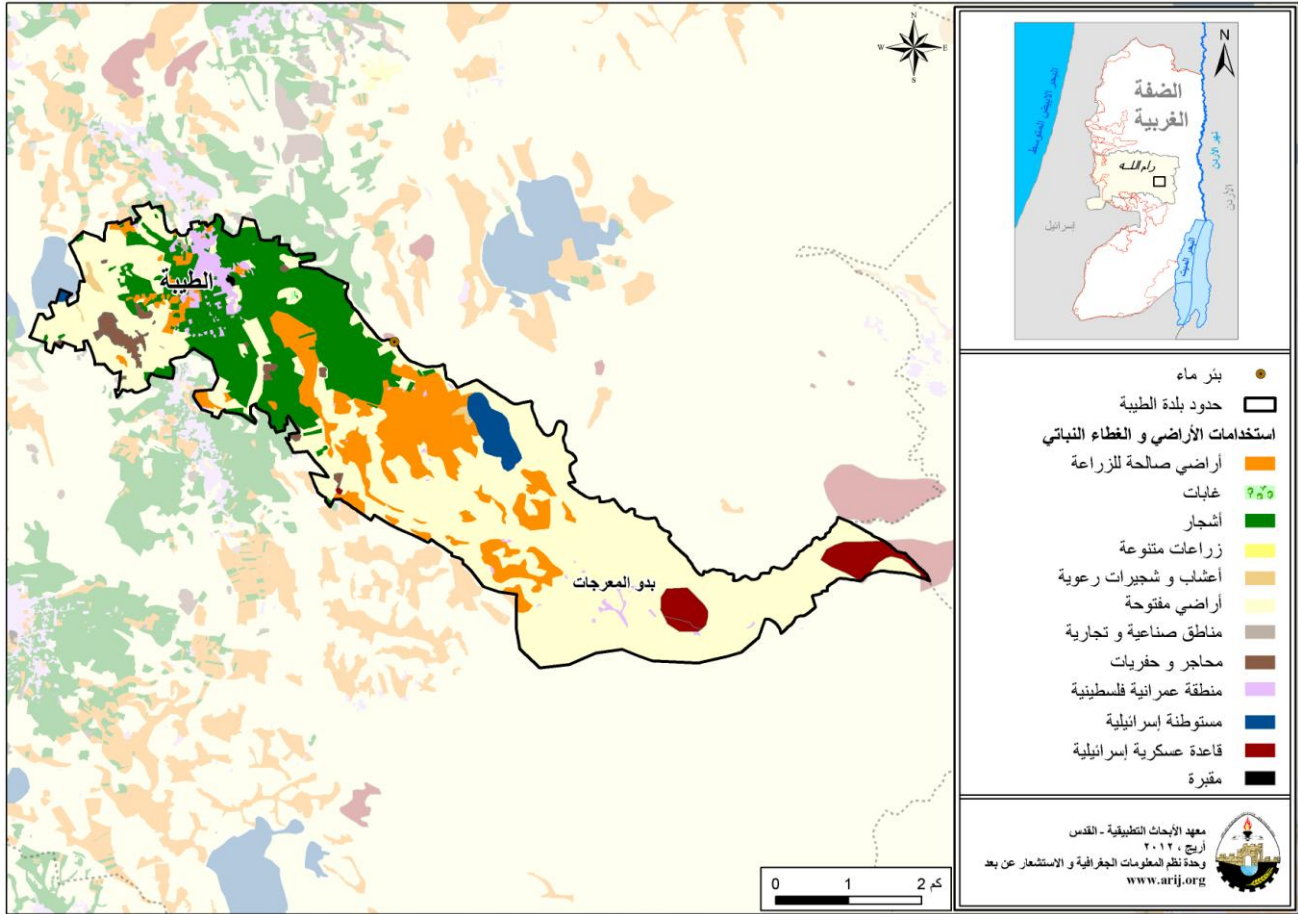 N
W
E
S
الطيبة
بدو المعرجات
0 1 2 كم
N
البحر الأبيض المتوسط
الضفة
الغربية
نهر الأردن
رام اللـه
إسرائيل
الأردن
البحر الميت
بئر ماء
حدود بلدة الطيبة
استخدامات الأراضي و الغطاء النباتي
أراضي صالحة للزراعة
غابات
أشجار
زراعات متنوعة
أعشاب و شجيرات رعوية
أراضي مفتوحة
مناطق صناعية و تجارية
محاجر و حفريات
منطقة عمرانية فلسطينية
مستوطنة إسرائيلية
قاعدة عسكرية إسرائيلية
مقبرة
معهد الأبحاث التطبيقية - القدس
أريج ، ٢٠١٢
وحدة نظم المعلومات الجغرافية و الاستشعار عن بعد
www.arij.org